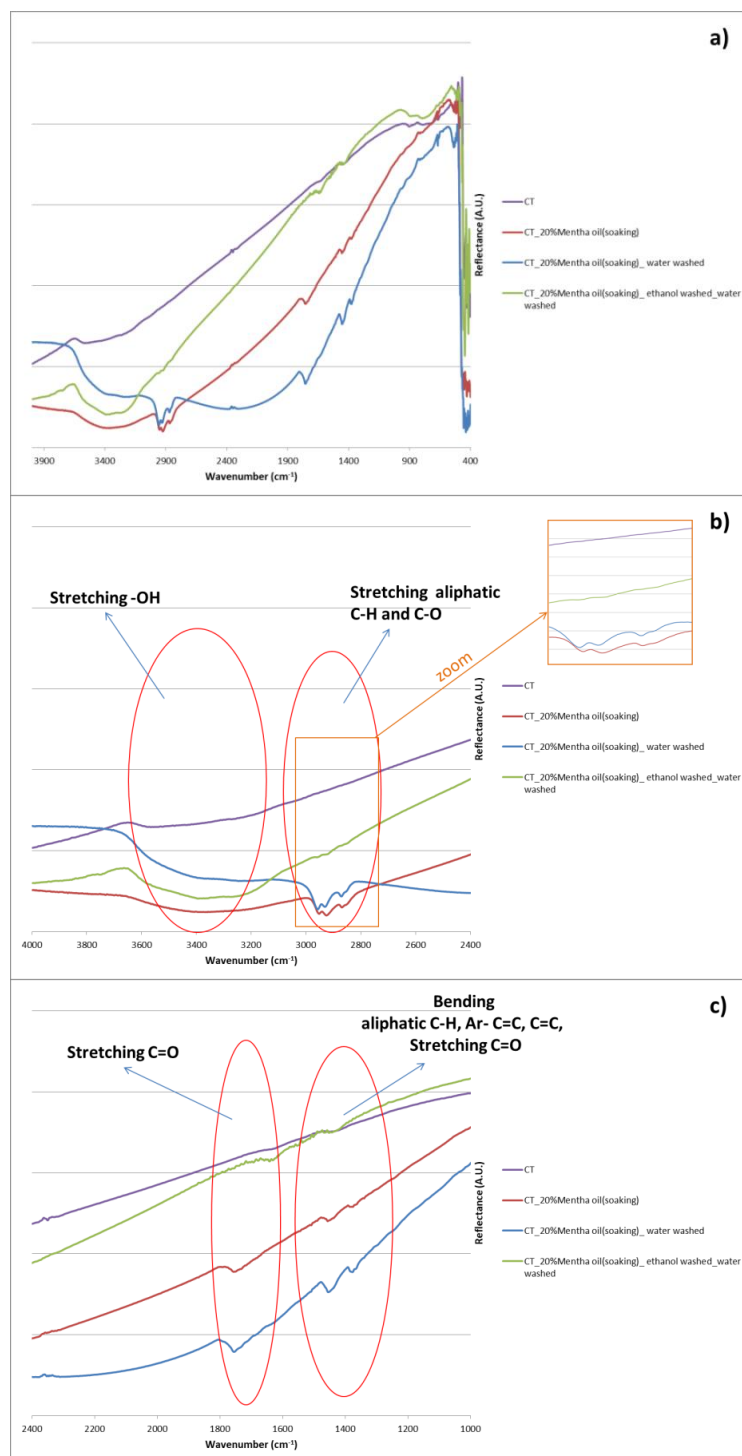 a)
Reflectance (A.U.)
CT
CT_20%Mentha oil(soaking)
CT_20%Mentha oil(soaking)_ water washed
CT_20%Mentha oil(soaking)_ ethanol washed_water
washed
3900 3400 2900 2400 1900 1400 900 400
Wavenumber (cm⁻¹)
b)
Stretching -OH
Stretching aliphatic
C-H and C-O
zoom
Reflectance (A.U.)
CT
CT_20%Mentha oil(soaking)
CT_20%Mentha oil(soaking)_ water washed
CT_20%Mentha oil(soaking)_ ethanol washed_water
washed
4000 3800 3600 3400 3200 3000 2800 2600 2400
Wavenumber (cm⁻¹)
c)
Bending
aliphatic C-H, Ar- C=C, C=C,
Stretching C=O
Stretching C=O
Reflectance (A.U.)
CT
CT_20%Mentha oil(soaking)
CT_20%Mentha oil(soaking)_ water washed
CT_20%Mentha oil(soaking)_ ethanol washed_water
washed
2400 2200 2000 1800 1600 1400 1200 1000
Wavenumber (cm⁻¹)